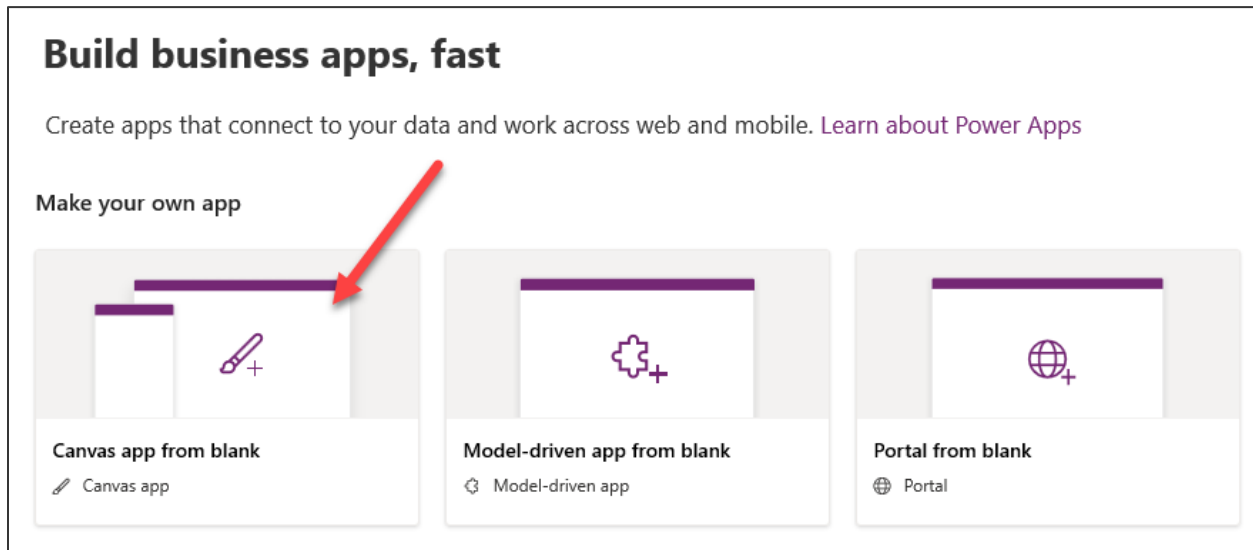 Build business apps, fast
Create apps that connect to your data and work across web and mobile. Learn about Power Apps
Make your own app
Canvas app from blank
Canvas app
Model-driven app from blank
Model-driven app
Portal from blank
Portal